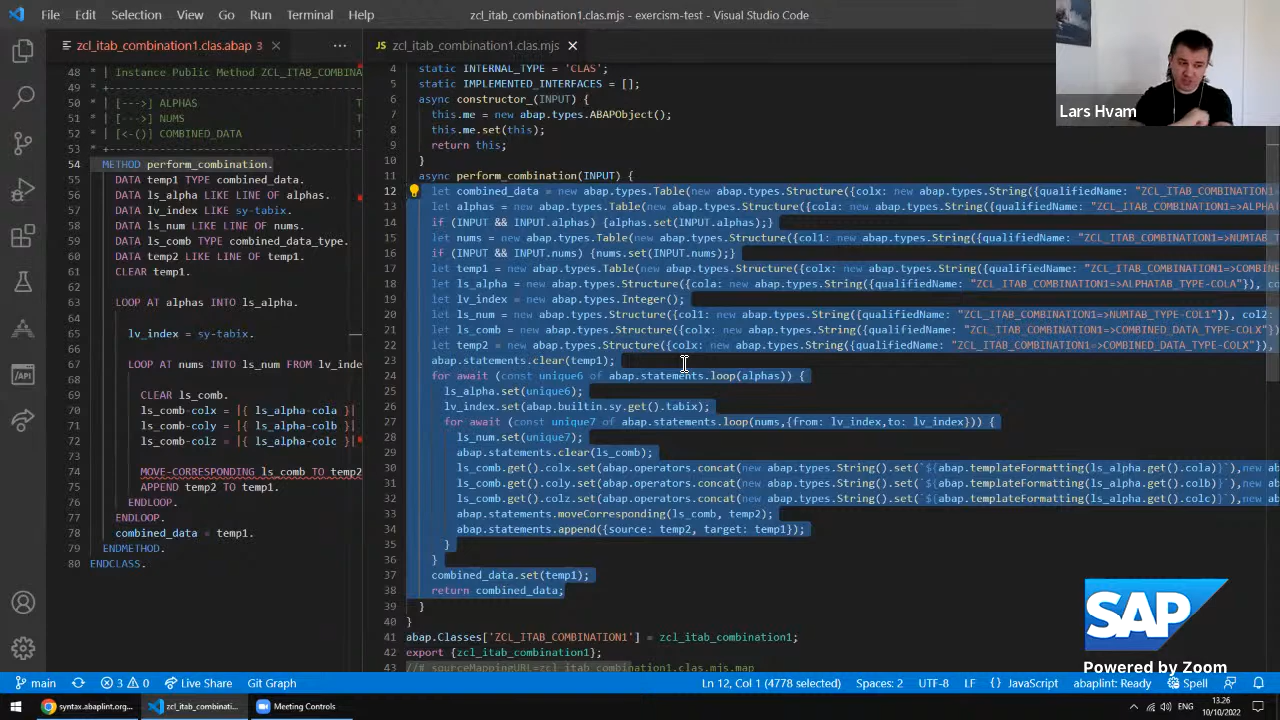 File Edit Selection View Go Run Terminal Help
zcl_itab_combination1.clas.mjs - exercism-test - Visual Studio Code
Lars Hvam
zcl_itab_combination1.clas.abap 3
zcl_itab_combination1.clas.mjs
48 * | Instance Public Method ZCL_ITAB_COMBINA
49 * +
50 * | [--->] ALPHAS T
51 * | [--->] NUMS T
52 * | [<-()] COMBINED_DATA T
53 * +
54 METHOD perform_combination.
55 DATA temp1 TYPE combined_data.
56 DATA ls_alpha LIKE LINE OF alphas.
57 DATA lv_index LIKE sy-tabix.
58 DATA ls_num LIKE LINE OF nums.
59 DATA ls_comb TYPE combined_data_type.
60 DATA temp2 LIKE LINE OF temp1.
61 CLEAR temp1.
62
63 LOOP AT alphas INTO ls_alpha.
64
65 lv_index = sy-tabix.
66
67 LOOP AT nums INTO ls_num FROM lv_inde
68
69 CLEAR ls_comb.
70 ls_comb-colx = |{ ls_alpha-cola }|
71 ls_comb-coly = |{ ls_alpha-colb }|
72 ls_comb-colz = |{ ls_alpha-colc }|
73
74 MOVE-CORRESPONDING ls_comb TO temp2
75 APPEND temp2 TO temp1.
76 ENDLOOP.
77 ENDLOOP.
78 combined_data = temp1.
79 ENDMETHOD.
80 ENDCLASS.
4 static INTERNAL_TYPE = 'CLAS';
5 static IMPLEMENTED_INTERFACES = [];
6 async constructor_(INPUT) {
7 this.me = new abap.types.ABAPObject();
8 this.me.set(this);
9 return this;
10 }
11 async perform_combination(INPUT) {
12 let combined_data = new abap.types.Table(new abap.types.Structure({colx: new abap.types.String({qualifiedName: "ZCL_ITAB_COMBINATION1
13 let alphas = new abap.types.Table(new abap.types.Structure({cola: new abap.types.String({qualifiedName: "ZCL_ITAB_COMBINATION1=>ALPHAT
14 if (INPUT && INPUT.alphas) {alphas.set(INPUT.alphas);}
15 let nums = new abap.types.Table(new abap.types.Structure({col1: new abap.types.String({qualifiedName: "ZCL_ITAB_COMBINATION1=>NUMTAB_T
16 if (INPUT && INPUT.nums) {nums.set(INPUT.nums);}
17 let temp1 = new abap.types.Table(new abap.types.Structure({colx: new abap.types.String({qualifiedName: "ZCL_ITAB_COMBINATION1=>COMBINE
18 let ls_alpha = new abap.types.Structure({cola: new abap.types.String({qualifiedName: "ZCL_ITAB_COMBINATION1=>ALPHATAB_TYPE-COLA"}), co
19 let lv_index = new abap.types.Integer();
20 let ls_num = new abap.types.Structure({col1: new abap.types.String({qualifiedName: "ZCL_ITAB_COMBINATION1=>NUMTAB_TYPE-COL1"}), col2:
21 let ls_comb = new abap.types.Structure({colx: new abap.types.String({qualifiedName: "ZCL_ITAB_COMBINATION1=>COMBINED_DATA_TYPE-COLX"})
22 let temp2 = new abap.types.Structure({colx: new abap.types.String({qualifiedName: "ZCL_ITAB_COMBINATION1=>COMBINED_DATA_TYPE-COLX"}),
23 abap.statements.clear(temp1);
24 for await (const unique6 of abap.statements.loop(alphas)) {
25 ls_alpha.set(unique6);
26 lv_index.set(abap.builtin.sy.get().tabix);
27 for await (const unique7 of abap.statements.loop(nums,{from: lv_index,to: lv_index})) {
28 ls_num.set(unique7);
29 abap.statements.clear(ls_comb);
30 ls_comb.get().colx.set(abap.operators.concat(new abap.types.String().set(`${abap.templateFormatting(ls_alpha.get().cola)}`),new ab
31 ls_comb.get().coly.set(abap.operators.concat(new abap.types.String().set(`${abap.templateFormatting(ls_alpha.get().colb)}`),new ab
32 ls_comb.get().colz.set(abap.operators.concat(new abap.types.String().set(`${abap.templateFormatting(ls_alpha.get().colc)}`),new ab
33 abap.statements.moveCorresponding(ls_comb, temp2);
34 abap.statements.append({source: temp2, target: temp1});
35 }
36 }
37 combined_data.set(temp1);
38 return combined_data;
39 }
40 }
41 abap.Classes['ZCL_ITAB_COMBINATION1'] = zcl_itab_combination1;
42 export {zcl_itab_combination1};
43 //# sourceMappingURL=zcl_itab_combination1.clas.mjs.map
SAP
Powered by Zoom
main 3 0 Live Share Git Graph
Ln 12, Col 1 (4778 selected) Spaces: 2 UTF-8 LF {} JavaScript abaplint: Ready Spell
syntax.abaplint.org... zcl_itab_combinati... Meeting Controls
ENG
13.26
10/10/2022